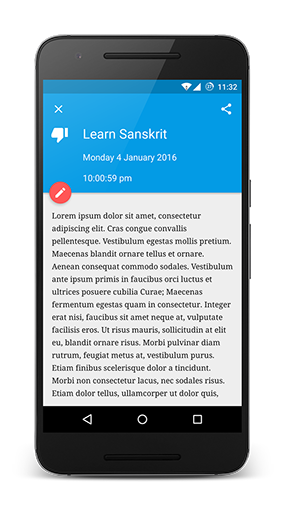 11:32
Learn Sanskrit
Monday 4 January 2016
10:00:59 pm
Lorem ipsum dolor sit amet, consectetur
adipiscing elit. Cras congue convallis
pellentesque. Vestibulum egestas mollis pretium.
Maecenas blandit ornare tellus et ornare.
Aenean consequat commodo sodales. Vestibulum
ante ipsum primis in faucibus orci luctus et
ultrices posuere cubilia Curae; Maecenas
fermentum egestas quam in consectetur. Integer
erat nisi, faucibus sit amet neque at, vulputate
facilisis eros. Ut risus mauris, sollicitudin at elit
eu, blandit ornare risus. Morbi pulvinar diam
rutrum, feugiat metus at, vestibulum purus.
Etiam finibus scelerisque dolor a tincidunt.
Morbi non consectetur lacus, nec sodales risus.
Etiam dolor tellus, ullamcorper ut dolor quis,